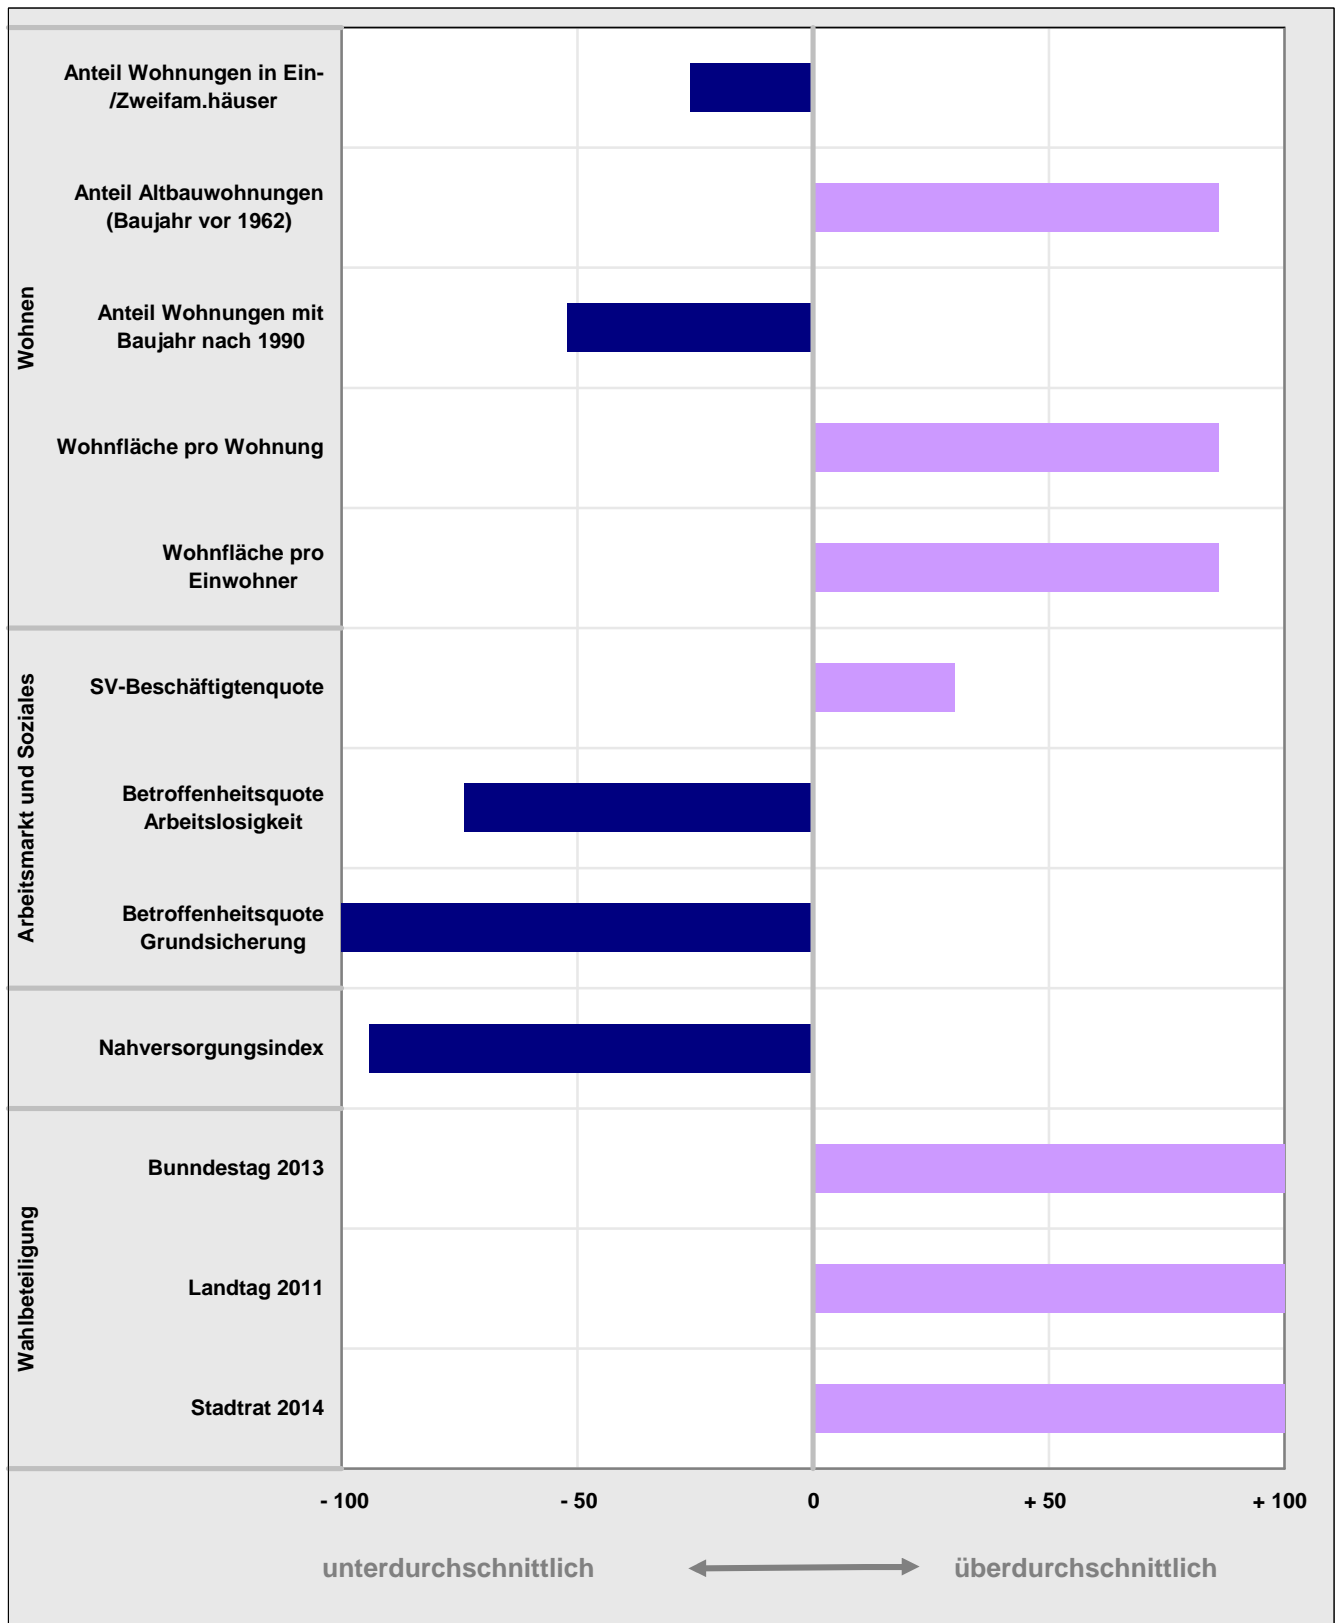 Wohnen
Anteil Wohnungen in Ein-
/Zweifam.häuser
Anteil Altbauwohnungen
(Baujahr vor 1962)
Anteil Wohnungen mit
Baujahr nach 1990
Wohnfläche pro Wohnung
Wohnfläche pro
Einwohner
Arbeitsmarkt und Soziales
SV-Beschäftigtenquote
Betroffenheitsquote
Arbeitslosigkeit
Betroffenheitsquote
Grundsicherung
Nahversorgungsindex
Wahlbeteiligung
Bunndestag 2013
Landtag 2011
Stadtrat 2014
- 100 - 50 0 + 50 + 100
unterdurchschnittlich überdurchschnittlich